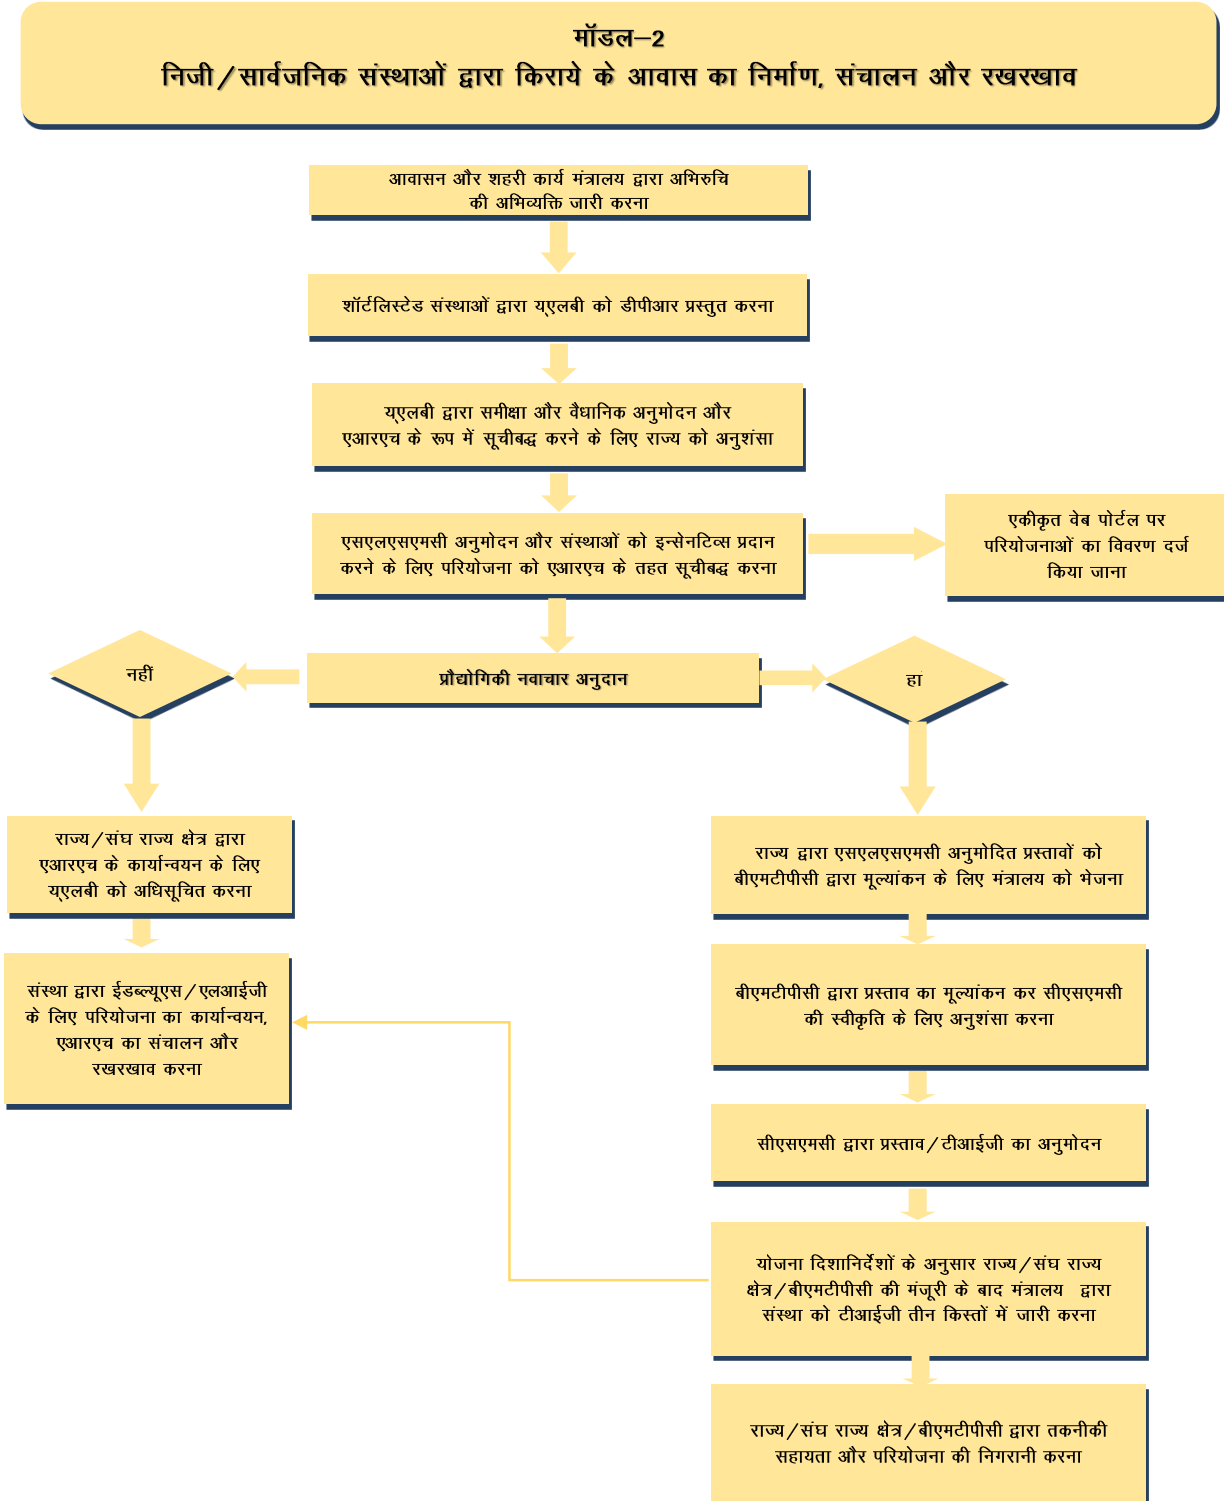 मॉडल–2
निजी/सार्वजनिक संस्थाओं द्वारा किराये के आवास का निर्माण, संचालन और रखरखाव
आवासन और शहरी कार्य मंत्रालय द्वारा अभिरुचि
की अभिव्यक्ति जारी करना
शॉर्टलिस्टेड संस्थाओं द्वारा यूएलबी को डीपीआर प्रस्तुत करना
यूएलबी द्वारा समीक्षा और वैधानिक अनुमोदन और
एआरएच के रूप में सूचीबद्ध करने के लिए राज्य को अनुशंसा
एसएलएसएमसी अनुमोदन और संस्थाओं को इन्सेनटिव्स प्रदान
करने के लिए परियोजना को एआरएच के तहत सूचीबद्ध करना
एकीकृत वेब पोर्टल पर
परियोजनाओं का विवरण दर्ज
किया जाना
नहीं
प्रौद्योगिकी नवाचार अनुदान
हां
राज्य/संघ राज्य क्षेत्र द्वारा
एआरएच के कार्यान्वयन के लिए
यूएलबी को अधिसूचित करना
राज्य द्वारा एसएलएसएमसी अनुमोदित प्रस्तावों को
बीएमटीपीसी द्वारा मूल्यांकन के लिए मंत्रालय को भेजना
संस्था द्वारा ईडब्ल्यूएस/एलआईजी
के लिए परियोजना का कार्यान्वयन,
एआरएच का संचालन और
रखरखाव करना
बीएमटीपीसी द्वारा प्रस्ताव का मूल्यांकन कर सीएसएमसी
की स्वीकृति के लिए अनुशंसा करना
सीएसएमसी द्वारा प्रस्ताव/टीआईजी का अनुमोदन
योजना दिशानिर्देशों के अनुसार राज्य/संघ राज्य
क्षेत्र/बीएमटीपीसी की मंजूरी के बाद मंत्रालय द्वारा
संस्था को टीआईजी तीन किस्तों में जारी करना
राज्य/संघ राज्य क्षेत्र/बीएमटीपीसी द्वारा तकनीकी
सहायता और परियोजना की निगरानी करना